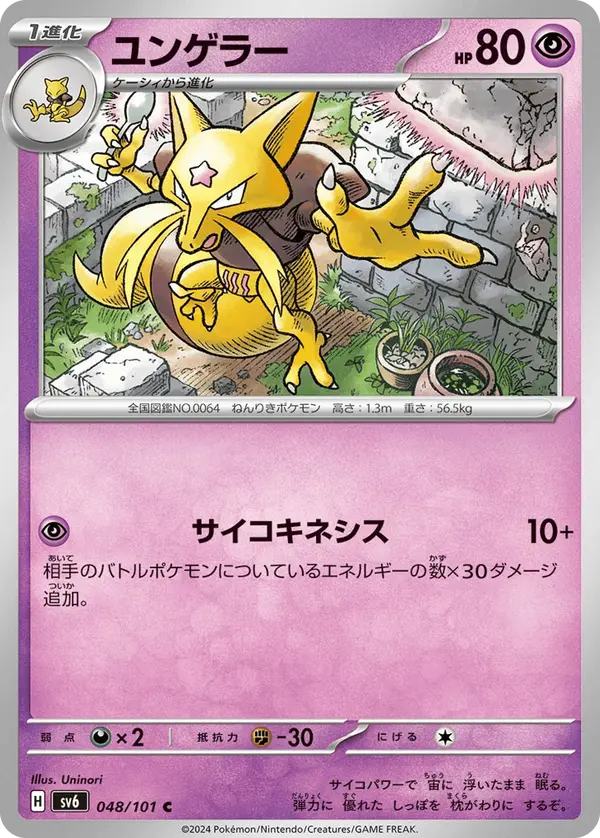 1進化
ユンゲラー
HP80
ケーシィから進化
全国図鑑NO.0064 ねんりきポケモン 高さ：1.3m 重さ：56.5kg
サイコキネシス 10+
相手のバトルポケモンについているエネルギーの数×30ダメージ
追加。
弱点 ×2 抵抗力 -30 にげる
Illus. Uninori
H sv6 048/101 C
サイコパワーで 宙に 浮いたまま 眠る。
弾力に 優れた しっぽを 枕がわりに するぞ。
©2024 Pokémon/Nintendo/Creatures/GAME FREAK.